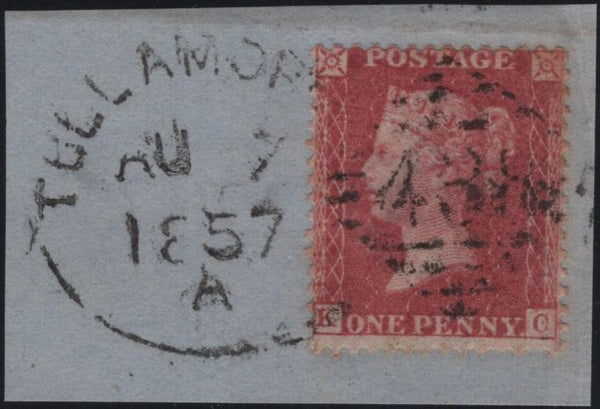 TULLAMORE
AU 7
1857
A
POSTAGE
K ONE PENNY C